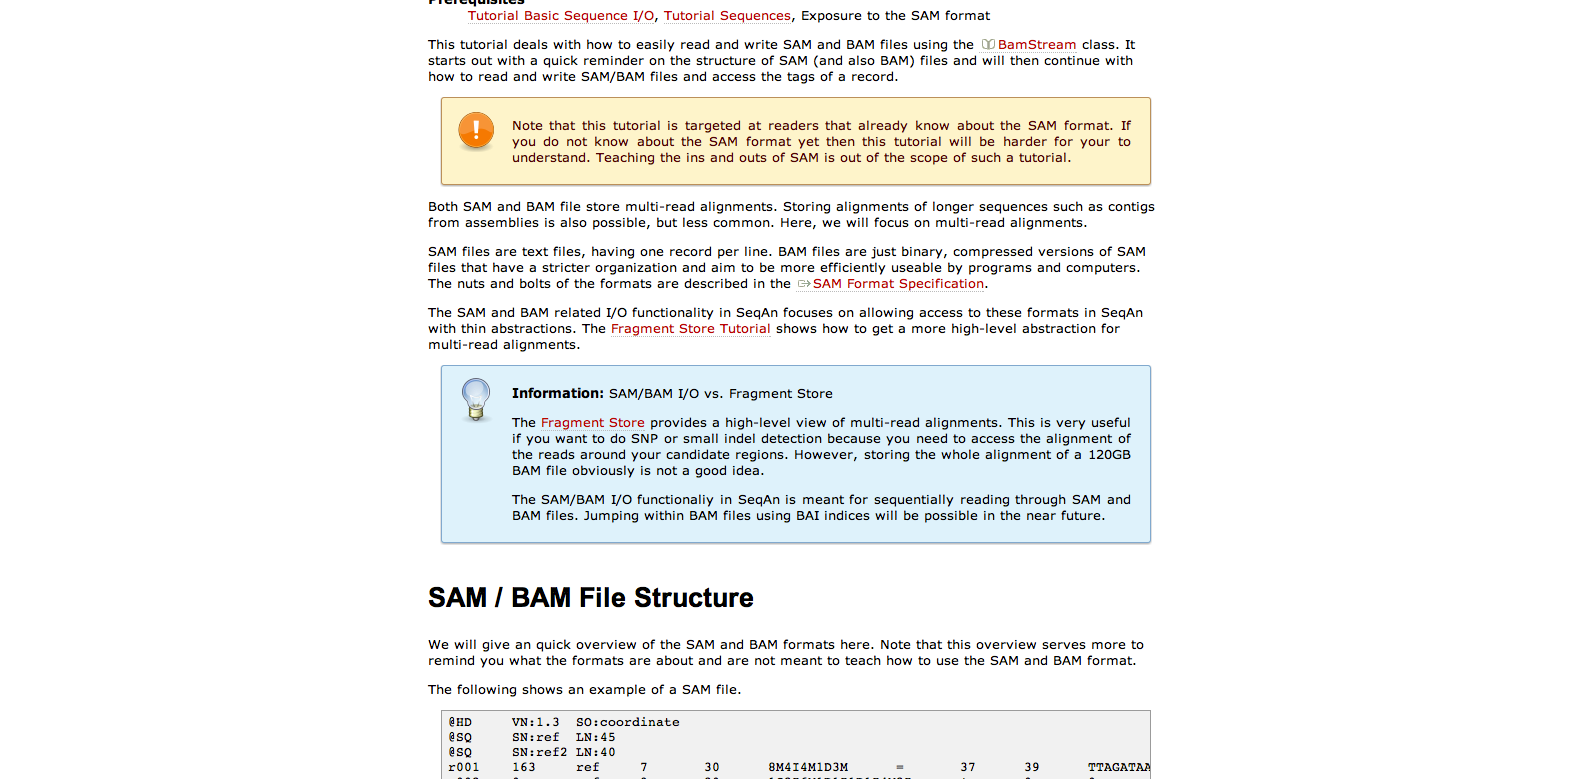 Prerequisites
Tutorial Basic Sequence I/O, Tutorial Sequences, Exposure to the SAM format
This tutorial deals with how to easily read and write SAM and BAM files using the BamStream class. It
starts out with a quick reminder on the structure of SAM (and also BAM) files and will then continue with
how to read and write SAM/BAM files and access the tags of a record.
Note that this tutorial is targeted at readers that already know about the SAM format. If
you do not know about the SAM format yet then this tutorial will be harder for your to
understand. Teaching the ins and outs of SAM is out of the scope of such a tutorial.
Both SAM and BAM file store multi-read alignments. Storing alignments of longer sequences such as contigs
from assemblies is also possible, but less common. Here, we will focus on multi-read alignments.
SAM files are text files, having one record per line. BAM files are just binary, compressed versions of SAM
files that have a stricter organization and aim to be more efficiently useable by programs and computers.
The nuts and bolts of the formats are described in the SAM Format Specification.
The SAM and BAM related I/O functionality in SeqAn focuses on allowing access to these formats in SeqAn
with thin abstractions. The Fragment Store Tutorial shows how to get a more high-level abstraction for
multi-read alignments.
Information: SAM/BAM I/O vs. Fragment Store
The Fragment Store provides a high-level view of multi-read alignments. This is very useful
if you want to do SNP or small indel detection because you need to access the alignment of
the reads around your candidate regions. However, storing the whole alignment of a 120GB
BAM file obviously is not a good idea.
The SAM/BAM I/O functionaliy in SeqAn is meant for sequentially reading through SAM and
BAM files. Jumping within BAM files using BAI indices will be possible in the near future.
SAM / BAM File Structure
We will give an quick overview of the SAM and BAM formats here. Note that this overview serves more to
remind you what the formats are about and are not meant to teach how to use the SAM and BAM format.
The following shows an example of a SAM file.
@HD VN:1.3 SO:coordinate
@SQ SN:ref LN:45
@SQ SN:ref2 LN:40
r001 163 ref 7 30 8M4I4M1D3M = 37 39 TTAGATAA